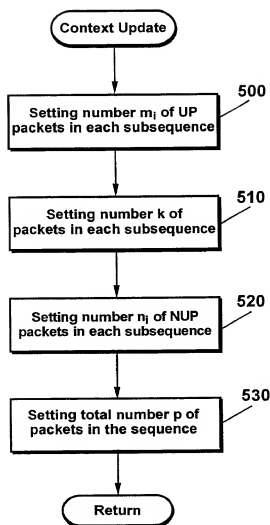 Context Update
500
Setting number mi of UP
packets in each subsequence
510
Setting number k of
packets in each subsequence
520
Setting number ni of NUP
packets in each subsequence
530
Setting total number p of
packets in the sequence
Return